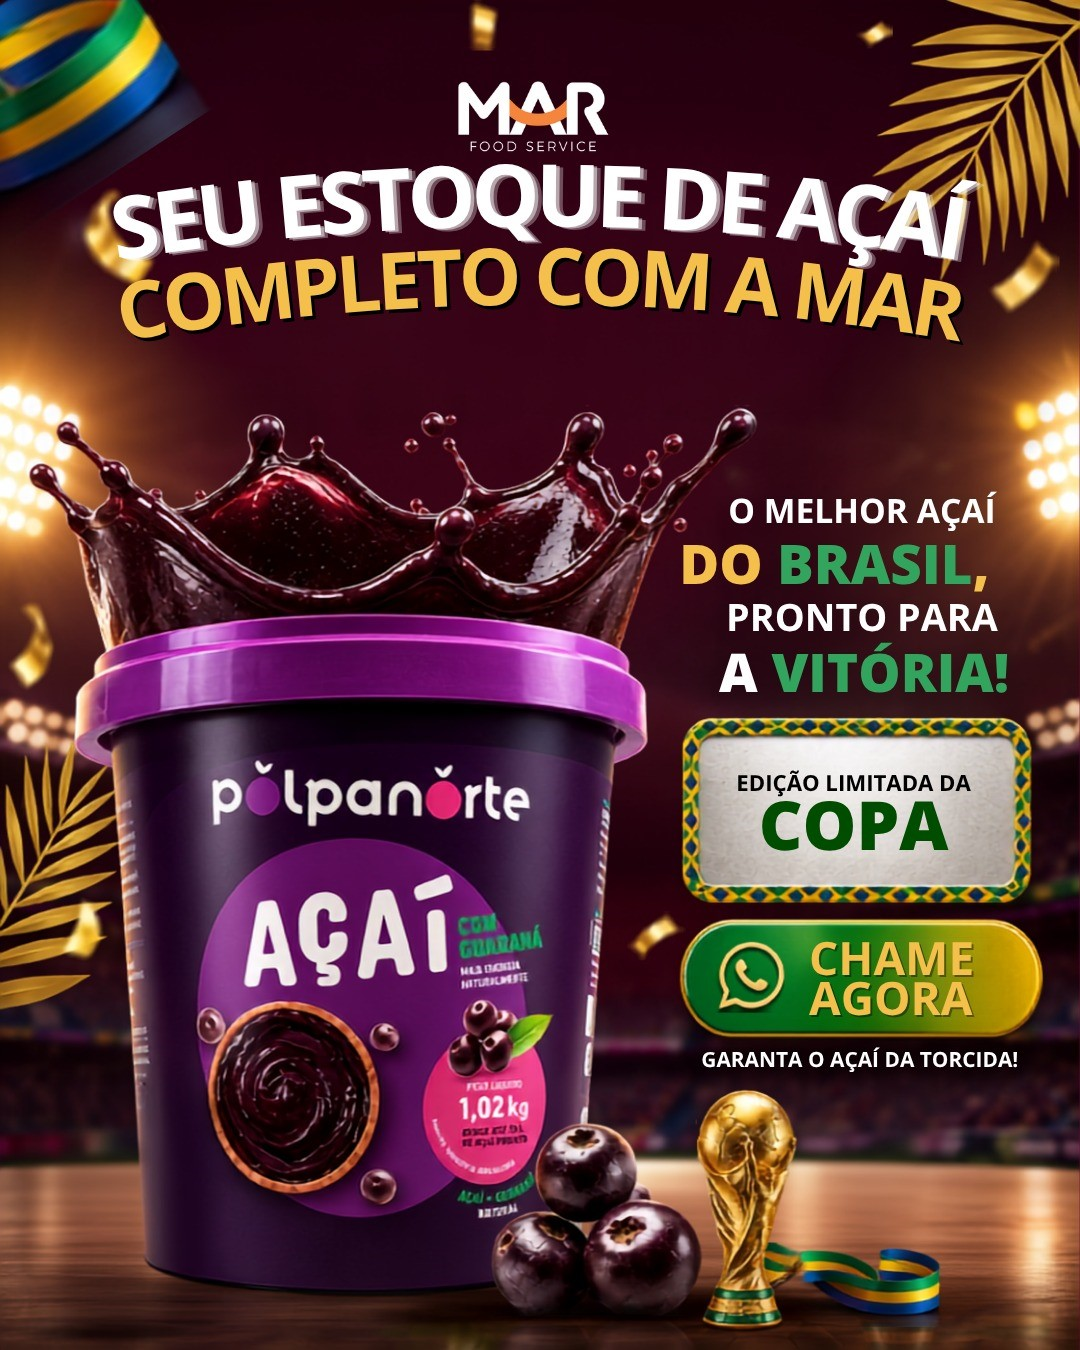 MAR
FOOD SERVICE
SEU ESTOQUE DE AÇAÍ
COMPLETO COM A MAR
O MELHOR AÇAÍ
DO BRASIL,
PRONTO PARA
A VITÓRIA!
EDIÇÃO LIMITADA DA
COPA
CHAME
AGORA
GARANTA O AÇAÍ DA TORCIDA!
polpanorte
AÇAÍ
COM
GUARANÁ
1,02 kg